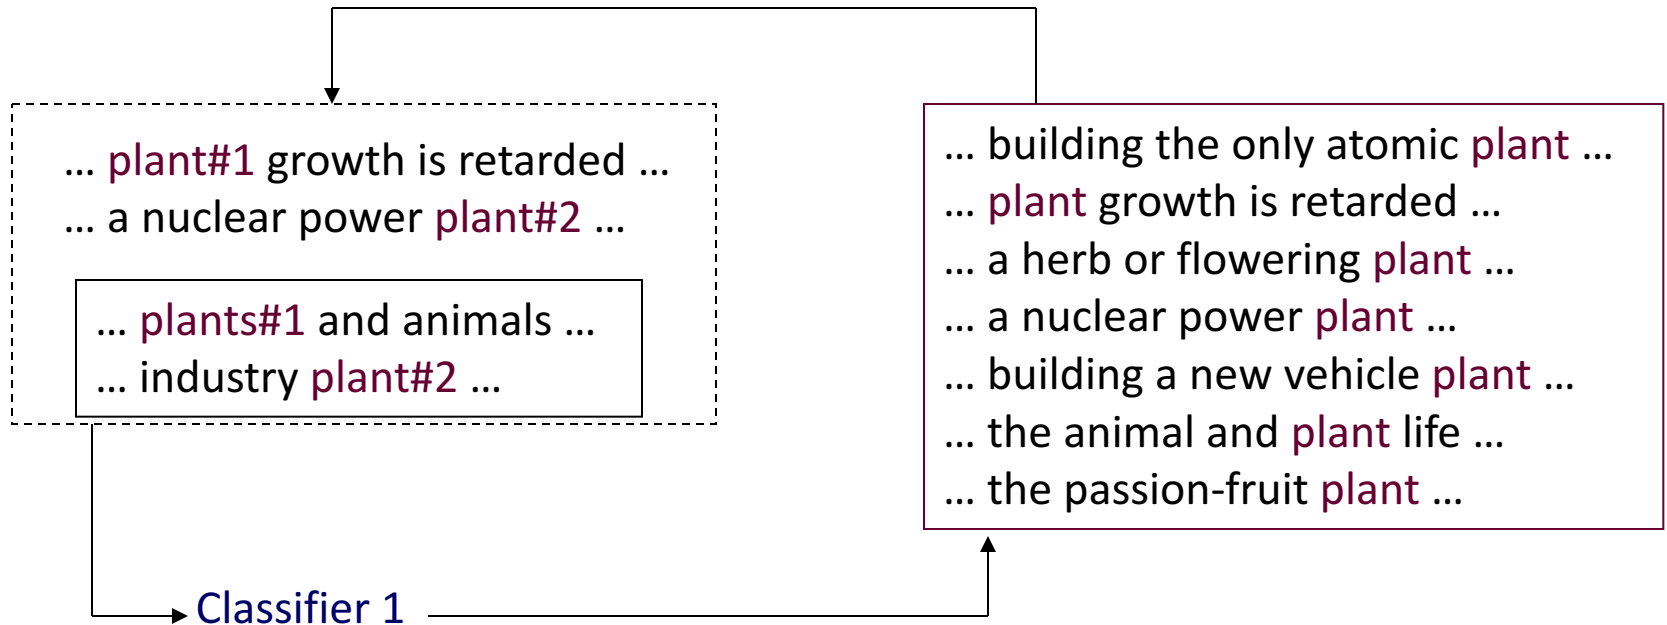 … plant#1 growth is retarded …
… a nuclear power plant#2 …
… plants#1 and animals …
… industry plant#2 …
… building the only atomic plant …
… plant growth is retarded …
… a herb or flowering plant …
… a nuclear power plant …
… building a new vehicle plant …
… the animal and plant life …
… the passion-fruit plant …
Classifier 1